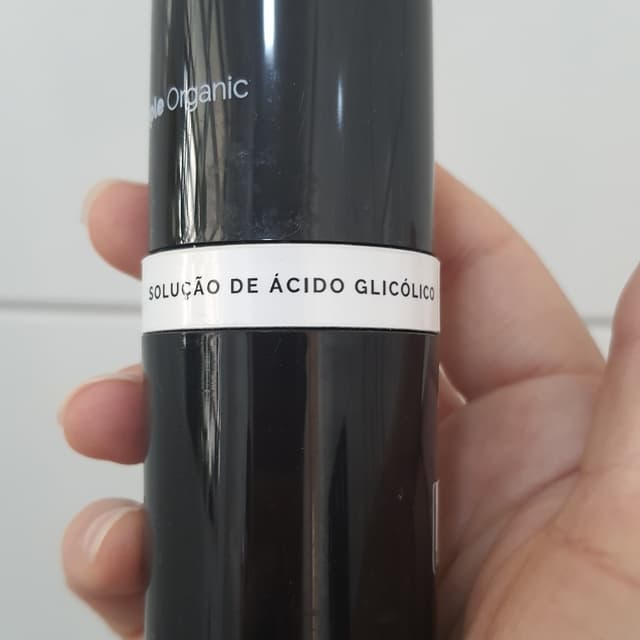 Organic
SOLUÇÃO DE ÁCIDO GLICÓLICO